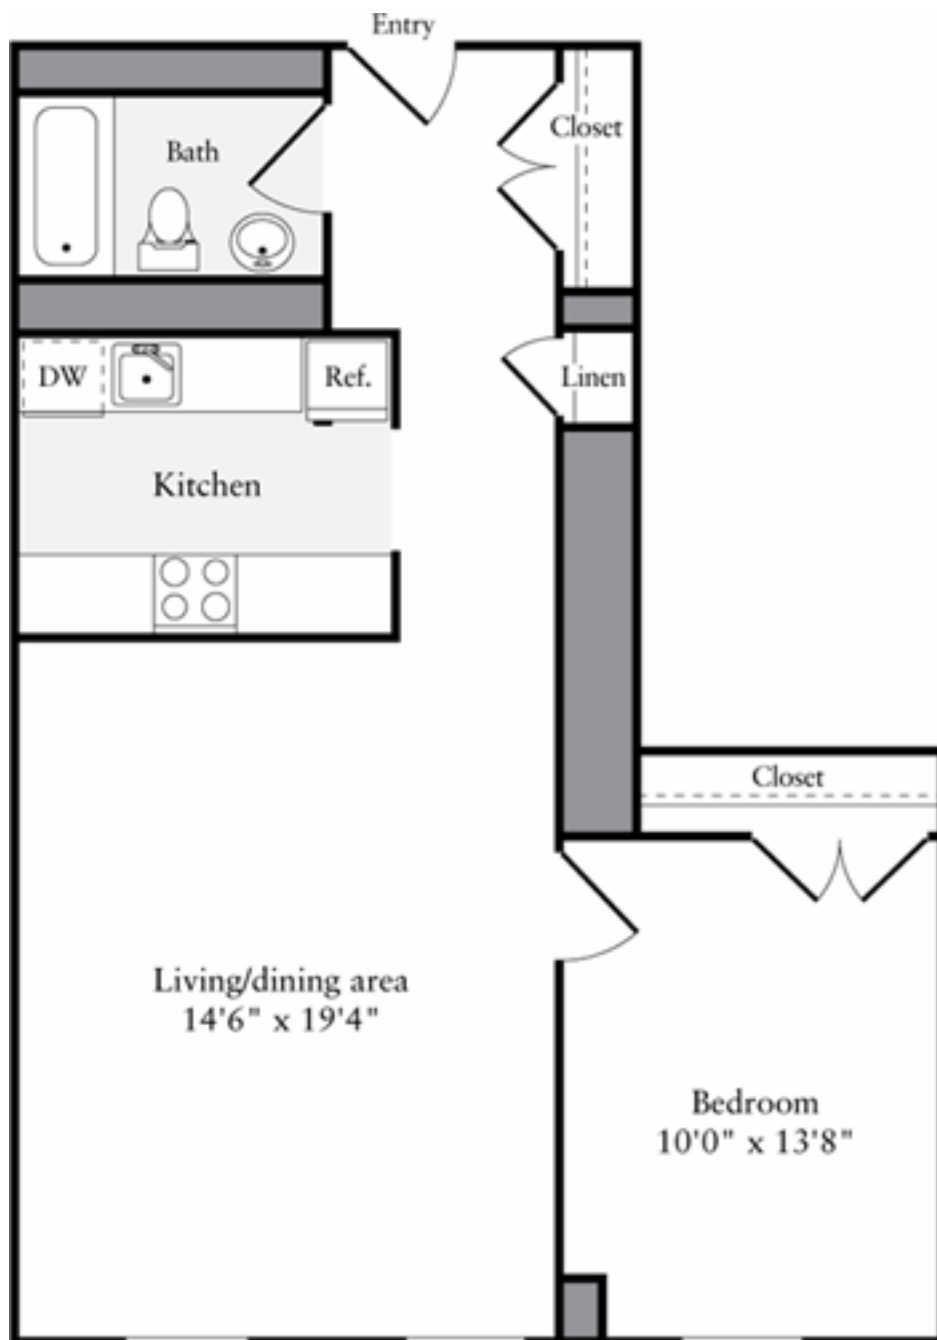 Entry
Closet
Bath
DW
Ref.
Linen
Kitchen
Closet
Living/dining area
14'6" x 19'4"
Bedroom
10'0" x 13'8"